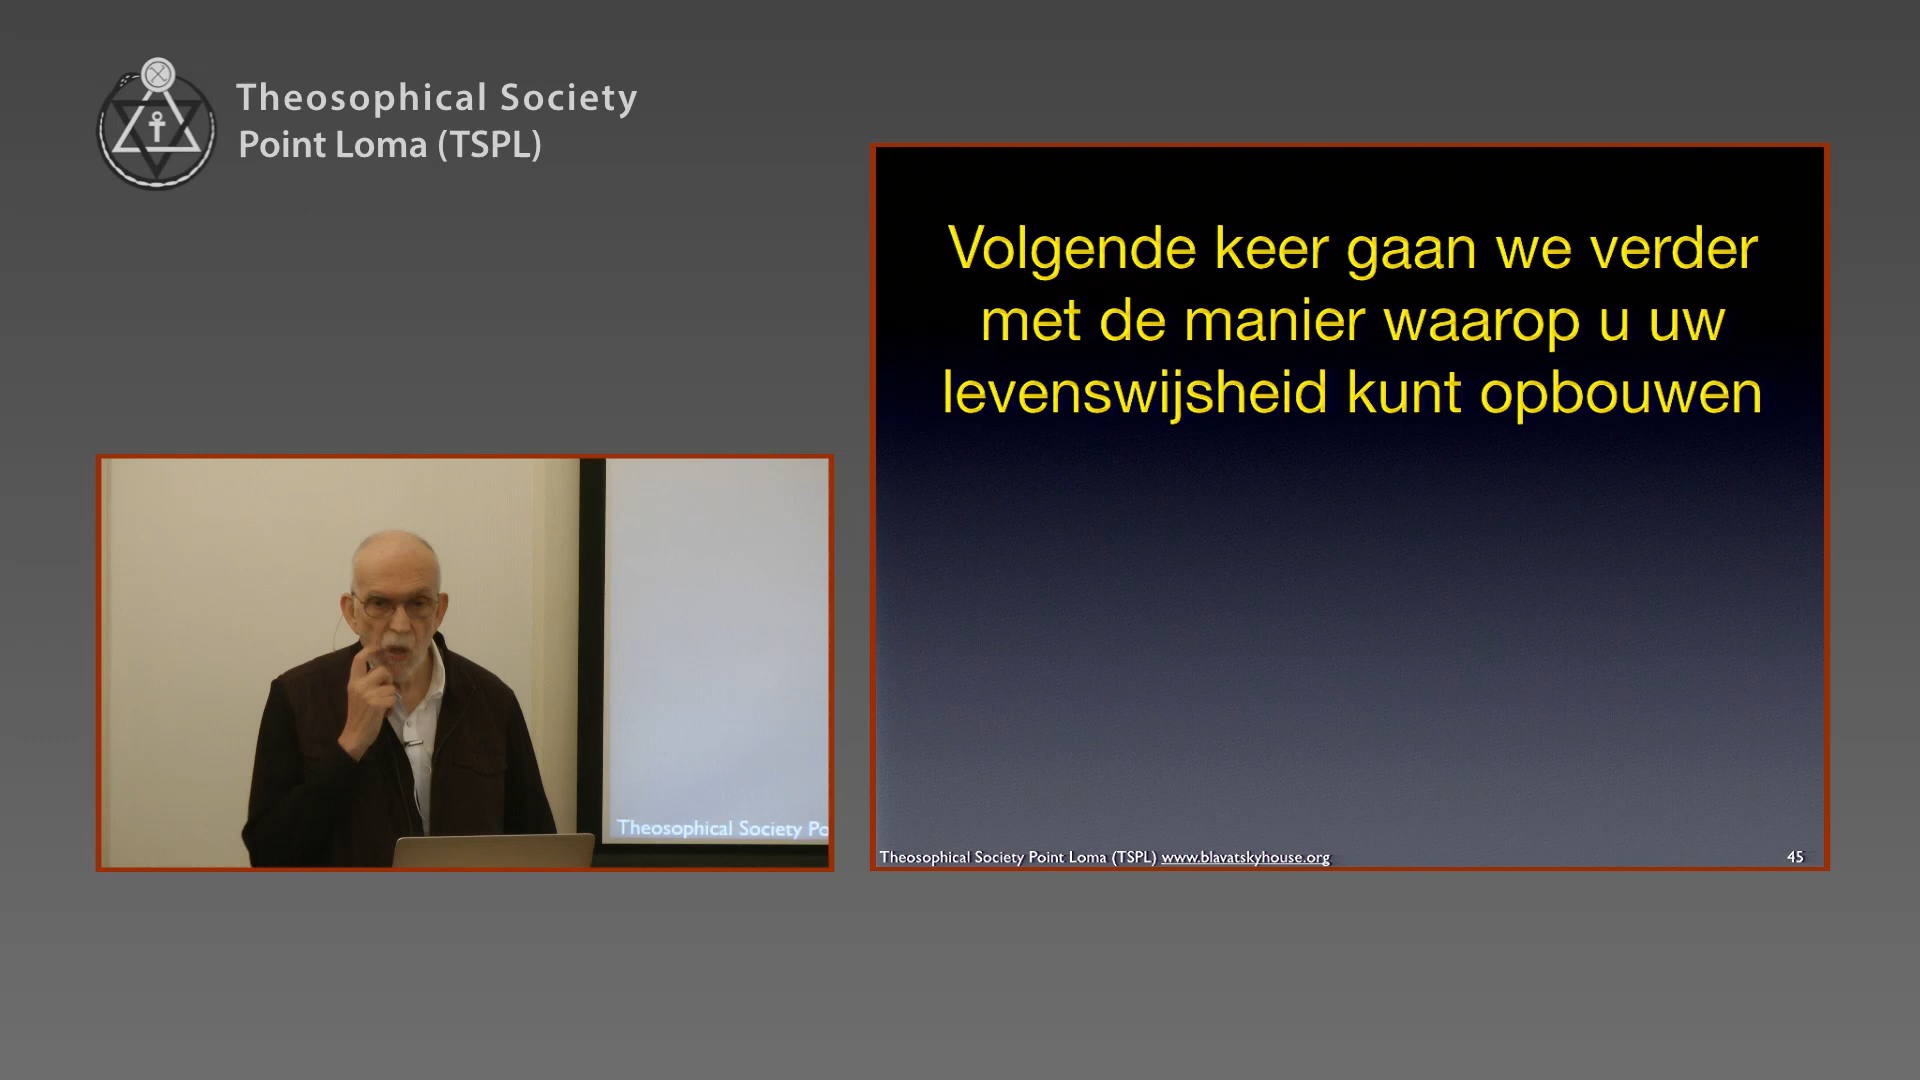 Theosophical Society
Point Loma (TSPL)
Volgende keer gaan we verder
met de manier waarop u uw
levenswijsheid kunt opbouwen
Theosophical Society Po
Theosophical Society Point Loma (TSPL) www.blavatskyhouse.org
45